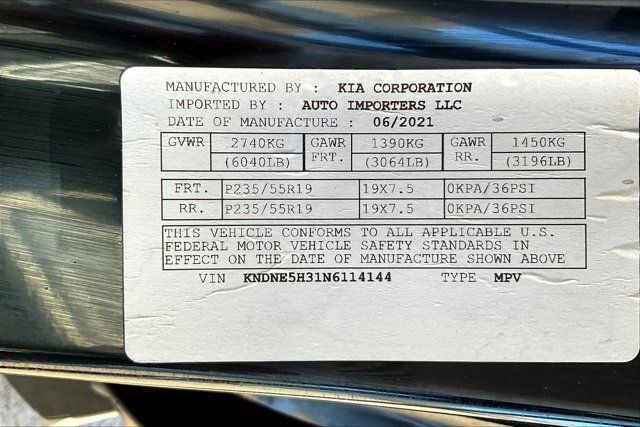 MANUFACTURED BY : KIA CORPORATION
IMPORTED BY : AUTO IMPORTERS LLC
DATE OF MANUFACTURE : 06/2021
GVWR 2740KG GAWR 1390KG GAWR 1450KG
(6040LB) FRT. (3064LB) RR. (3196LB)
FRT. P235/55R19 19X7.5 0KPA/36PSI
RR. P235/55R19 19X7.5 0KPA/36PSI
THIS VEHICLE CONFORMS TO ALL APPLICABLE U.S.
FEDERAL MOTOR VEHICLE SAFETY STANDARDS IN
EFFECT ON THE DATE OF MANUFACTURE SHOWN ABOVE
VIN KNDNE5H31N6114144 TYPE MPV